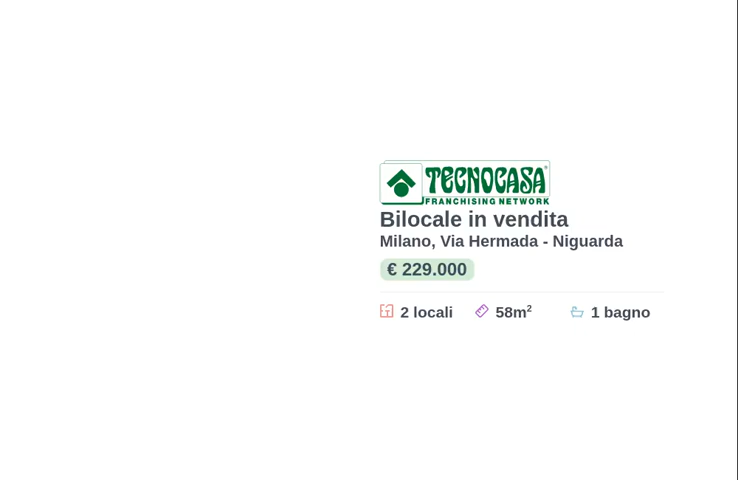 TECNOCASA
FRANCHISING NETWORK
Bilocale in vendita
Milano, Via Hermada - Niguarda
€ 229.000
2 locali 58m² 1 bagno